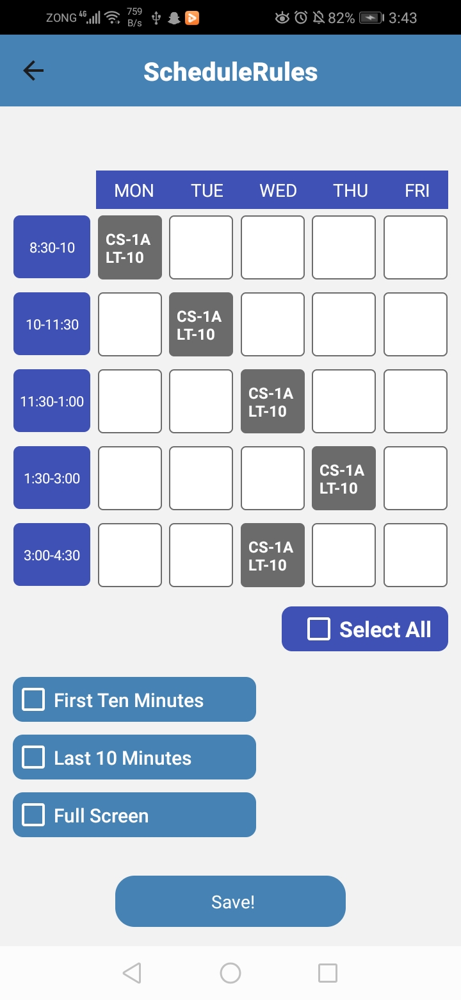 ZONG 4G 759 B/s 82% 3:43
ScheduleRules
MON TUE WED THU FRI
8:30-10
CS-1A
LT-10
10-11:30
CS-1A
LT-10
11:30-1:00
CS-1A
LT-10
1:30-3:00
CS-1A
LT-10
3:00-4:30
CS-1A
LT-10
Select All
First Ten Minutes
Last 10 Minutes
Full Screen
Save!